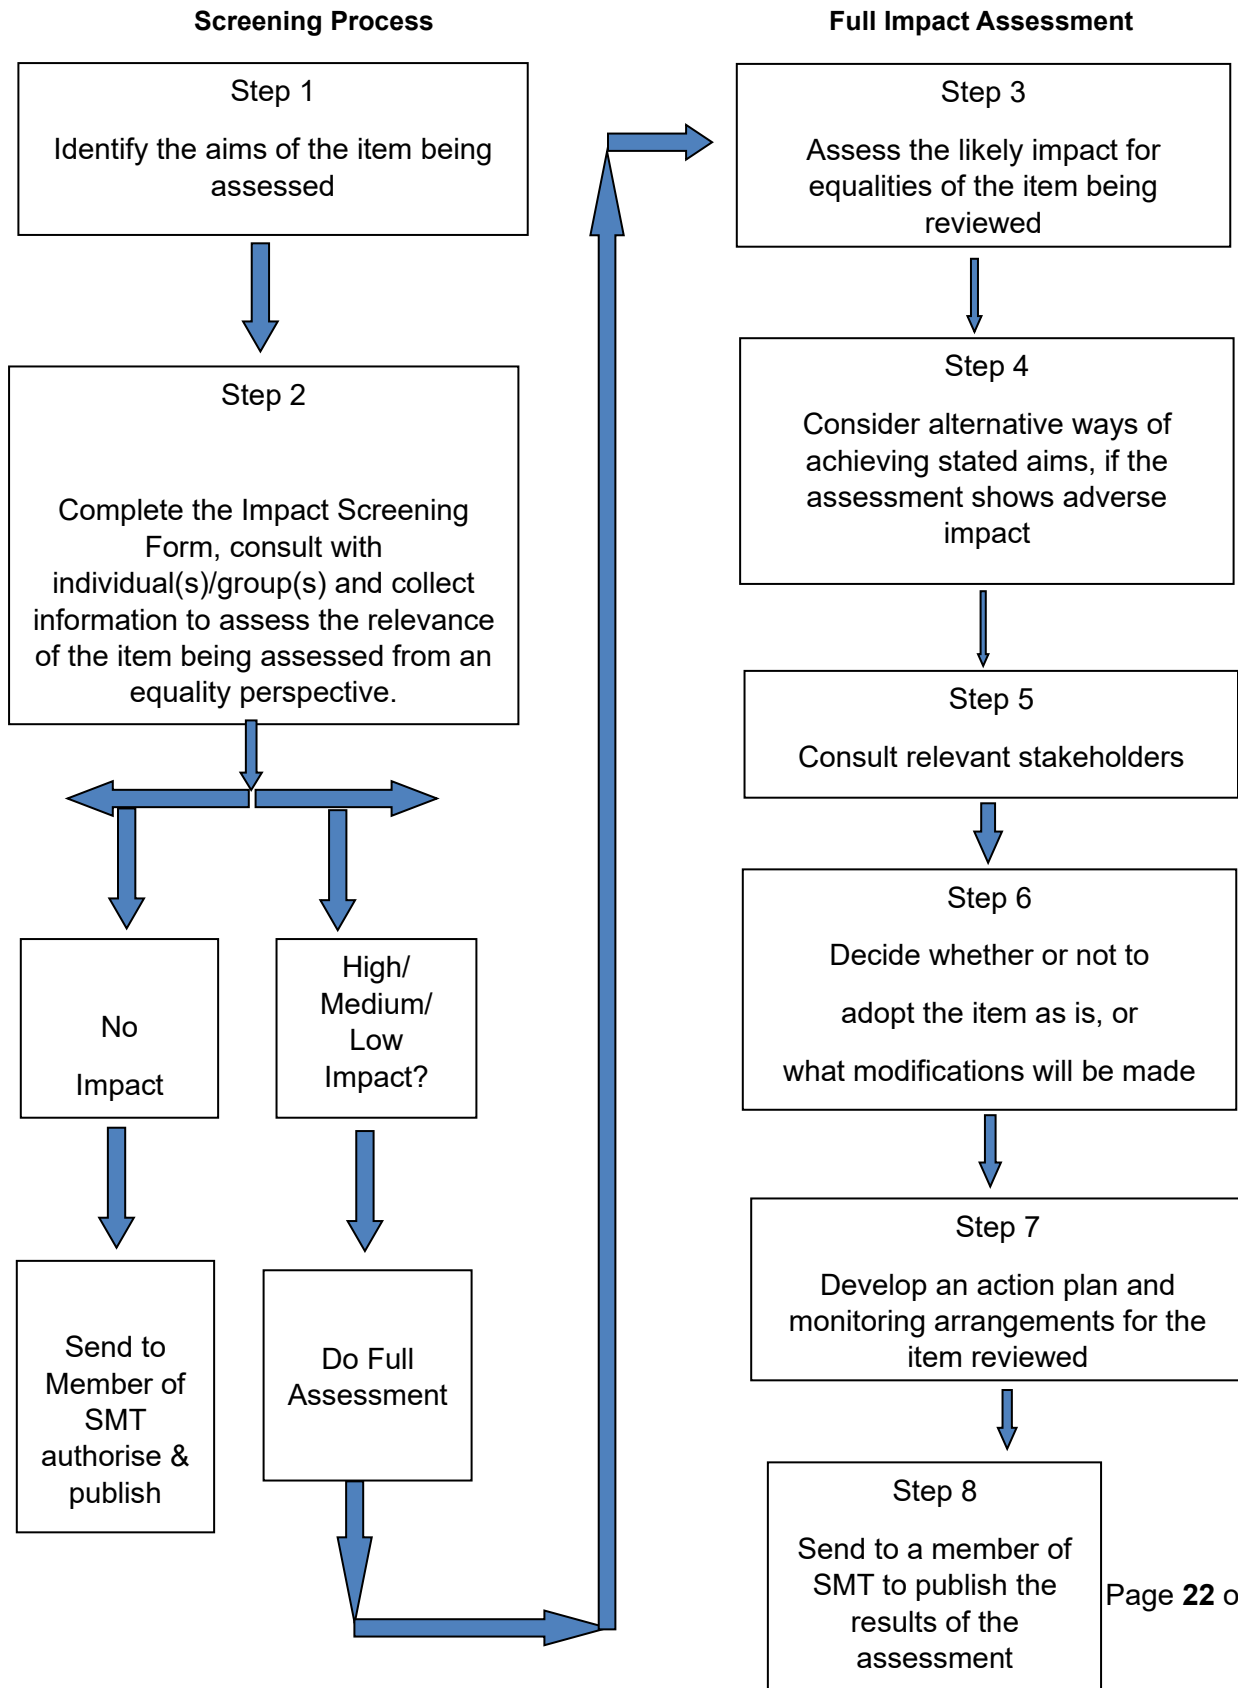 Screening Process
Step 1
Identify the aims of the item being
assessed
Step 2
Complete the Impact Screening
Form, consult with
individual(s)/group(s) and collect
information to assess the relevance
of the item being assessed from an
equality perspective.
No
Impact
High/
Medium/
Low
Impact?
Send to
Member of
SMT
authorise &
publish
Do Full
Assessment
Full Impact Assessment
Step 3
Assess the likely impact for
equalities of the item being
reviewed
Step 4
Consider alternative ways of
achieving stated aims, if the
assessment shows adverse
impact
Step 5
Consult relevant stakeholders
Step 6
Decide whether or not to
adopt the item as is, or
what modifications will be made
Step 7
Develop an action plan and
monitoring arrangements for the
item reviewed
Step 8
Send to a member of
SMT to publish the
results of the
assessment
Page 22 o